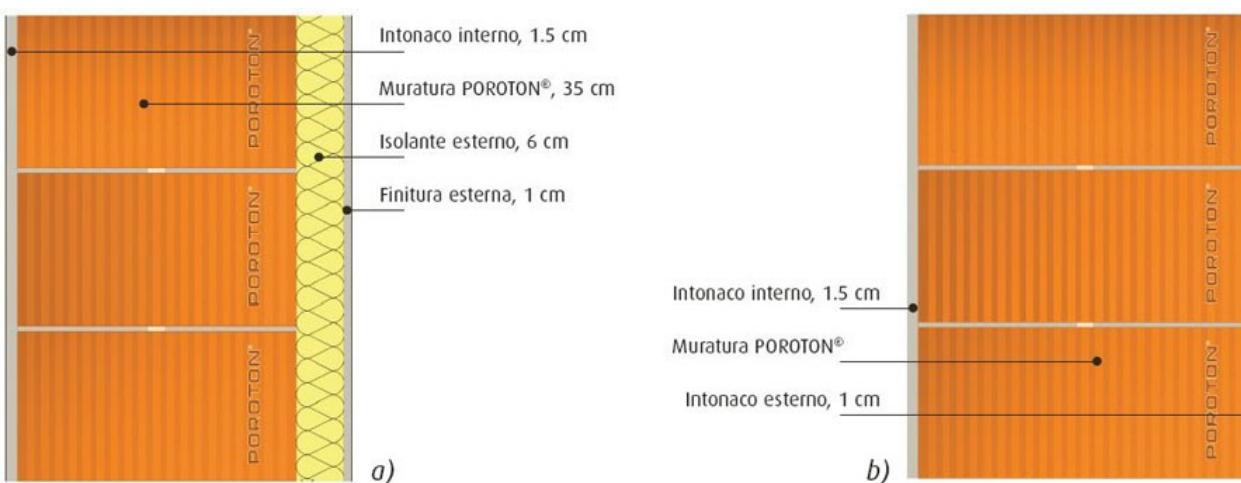 Intonaco interno, 1.5 cm
Muratura POROTON®, 35 cm
Isolante esterno, 6 cm
Finitura esterna, 1 cm
POROTON®
POROTON®
POROTON®
a)
Intonaco interno, 1.5 cm
Muratura POROTON®
Intonaco esterno, 1 cm
POROTON®
POROTON®
POROTON®
b)